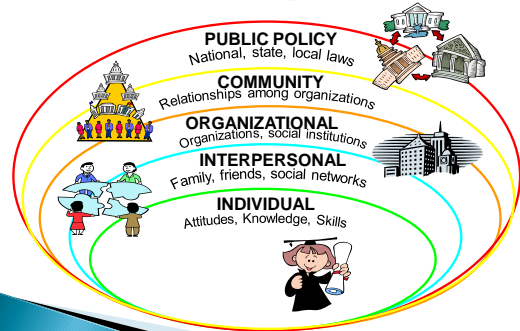 PUBLIC POLICY
National, state, local laws
COMMUNITY
Relationships among organizations
ORGANIZATIONAL
Organizations, social institutions
INTERPERSONAL
Family, friends, social networks
INDIVIDUAL
Attitudes, Knowledge, Skills